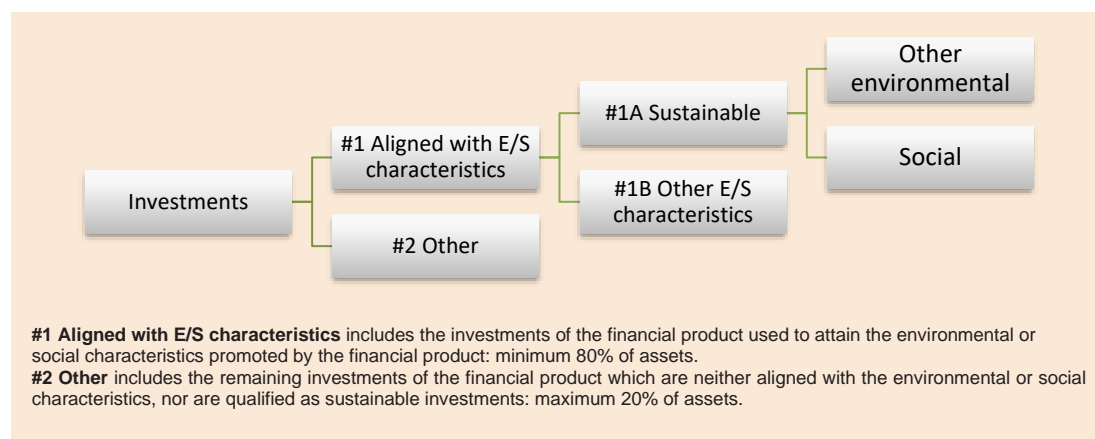 Other
environmental
#1A Sustainable
#1 Aligned with E/S
characteristics
Social
Investments
#1B Other E/S
characteristics
#2 Other
#1 Aligned with E/S characteristics includes the investments of the financial product used to attain the environmental or
social characteristics promoted by the financial product: minimum 80% of assets.
#2 Other includes the remaining investments of the financial product which are neither aligned with the environmental or social
characteristics, nor are qualified as sustainable investments: maximum 20% of assets.